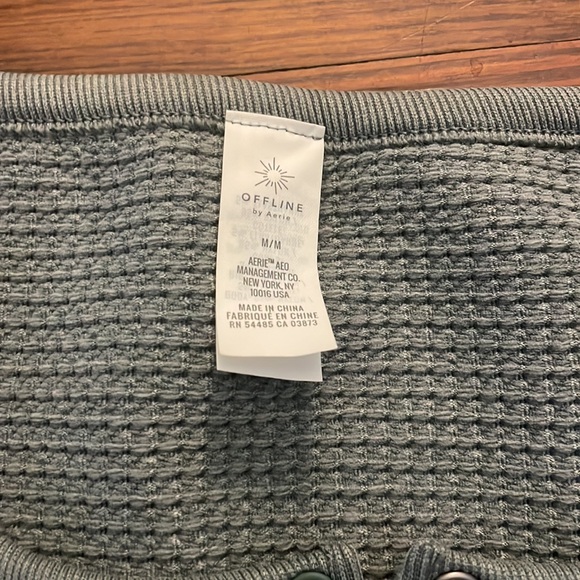 OFFLINE
by Aerie
M/M
AERIE™ AEO
MANAGEMENT CO.
NEW YORK, NY
10016 USA
MADE IN CHINA
FABRIQUÉ EN CHINE
RN 54485 CA 03873